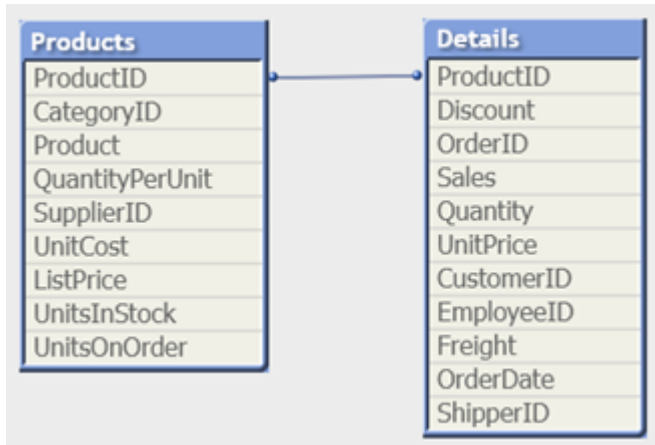 Products
ProductID
CategoryID
Product
QuantityPerUnit
SupplierID
UnitCost
ListPrice
UnitsInStock
UnitsOnOrder
Details
ProductID
Discount
OrderID
Sales
Quantity
UnitPrice
CustomerID
EmployeeID
Freight
OrderDate
ShipperID